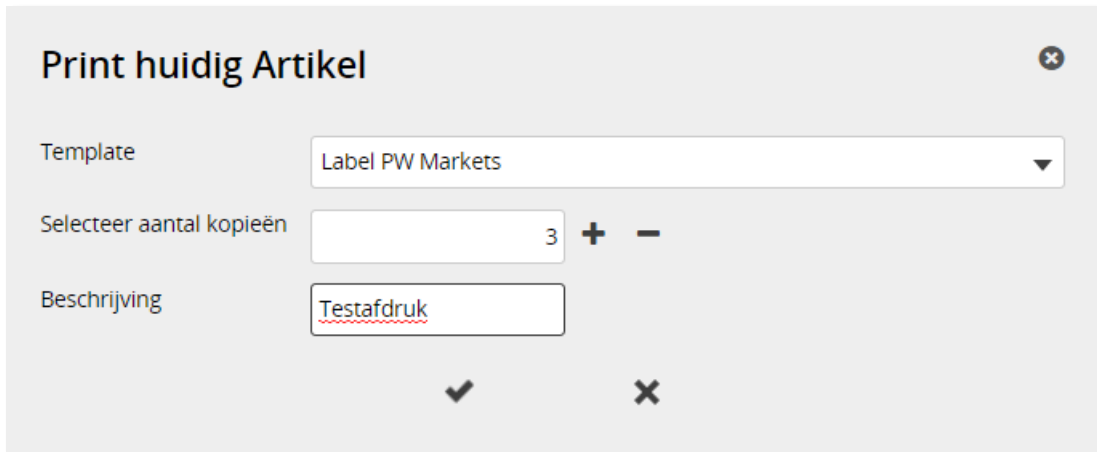 Print huidig Artikel
Template
Label PW Markets
Selecteer aantal kopieën
3
Beschrijving
Testafdruk